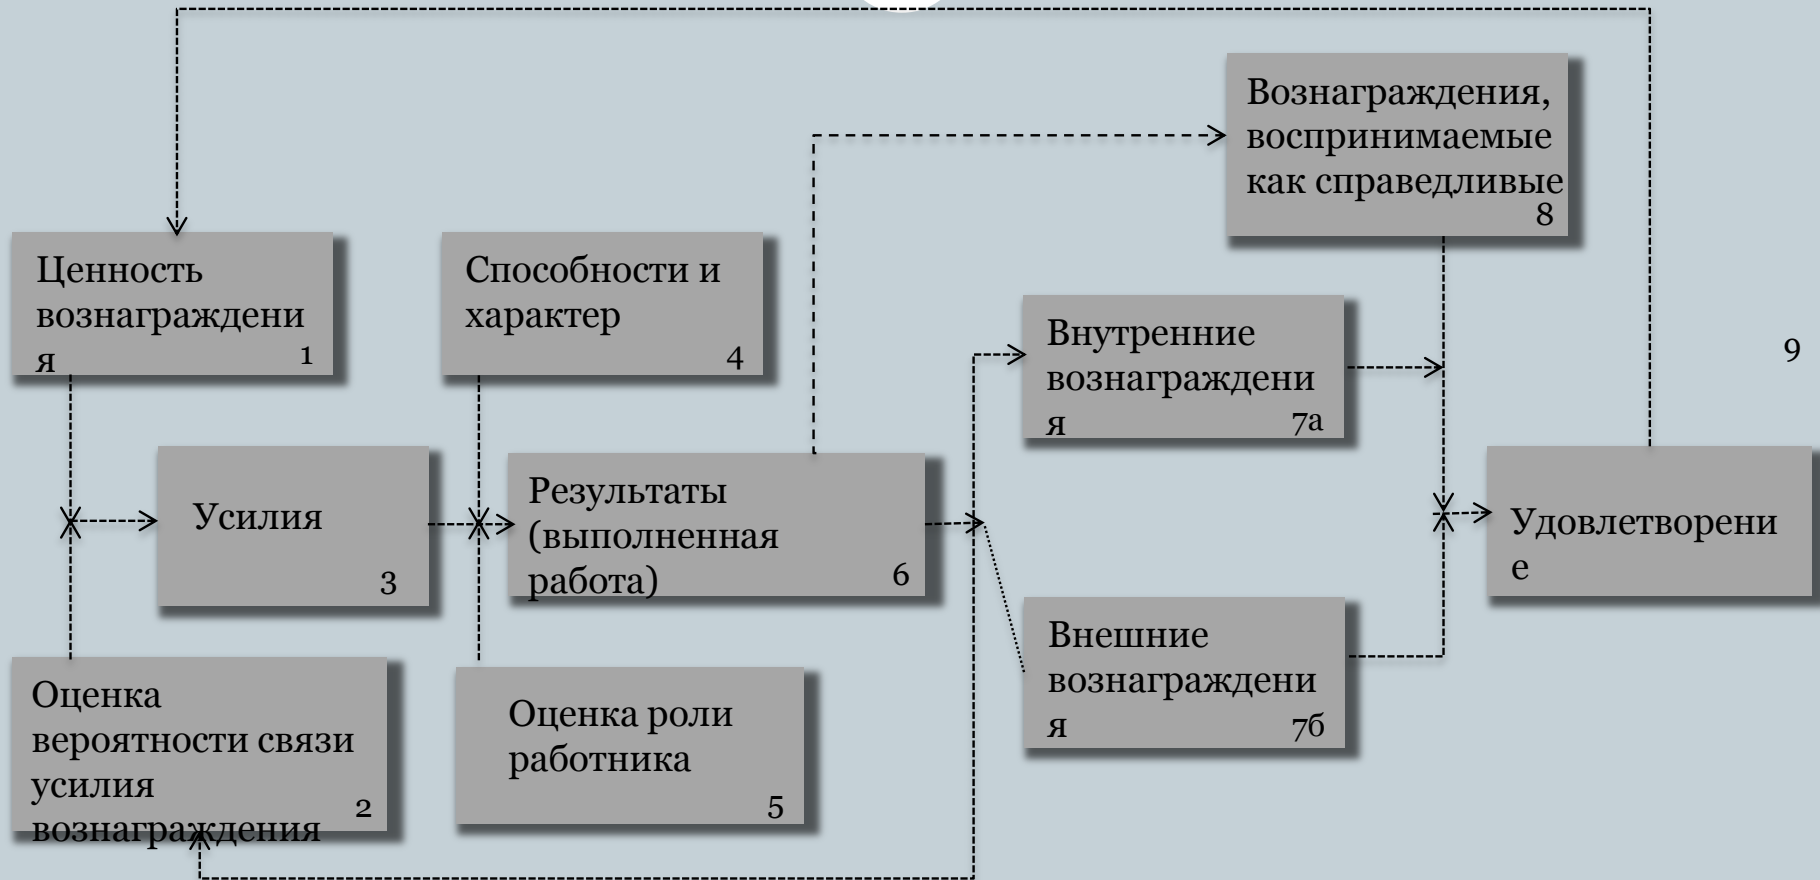 Вознаграждения,
воспринимаемые
как справедливые
8
Ценность
вознаграждени
я 1
Способности и
характер
4
Внутренние
вознаграждени
я 7а
9
Усилия
3
Результаты
(выполненная
работа) 6
Удовлетворени
е
Оценка
вероятности связи
усилия
вознаграждения 2
Оценка роли
работника
5
Внешние
вознаграждени
я 7б